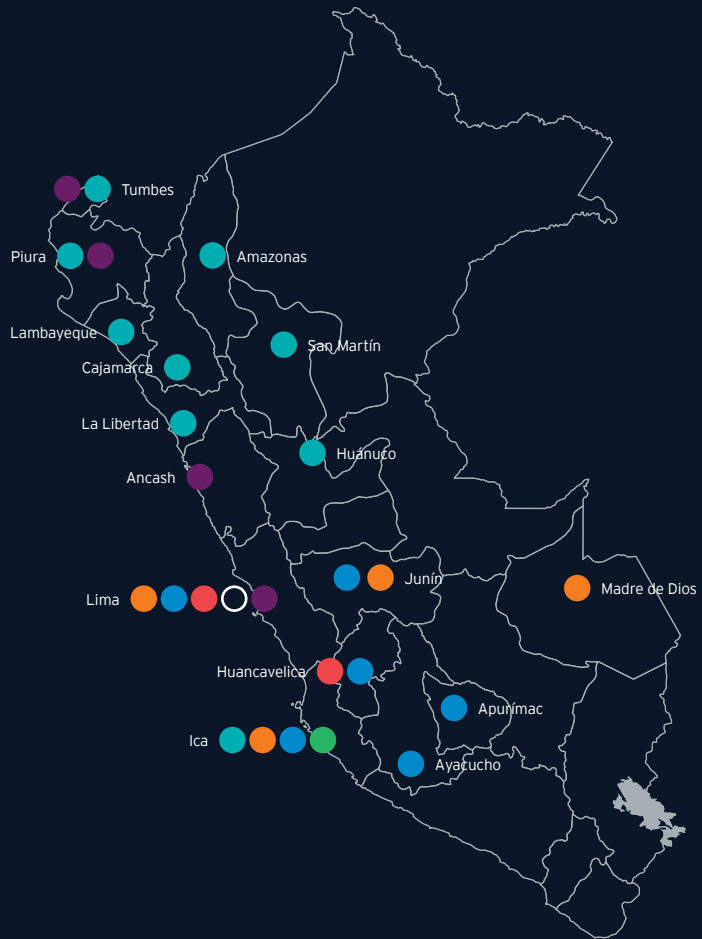 Tumbes
Piura
Amazonas
Lambayeque
San Martín
Cajamarca
La Libertad
Huánuco
Ancash
Junín
Madre de Dios
Lima
Huancavelica
Apurímac
Ica
Ayacucho